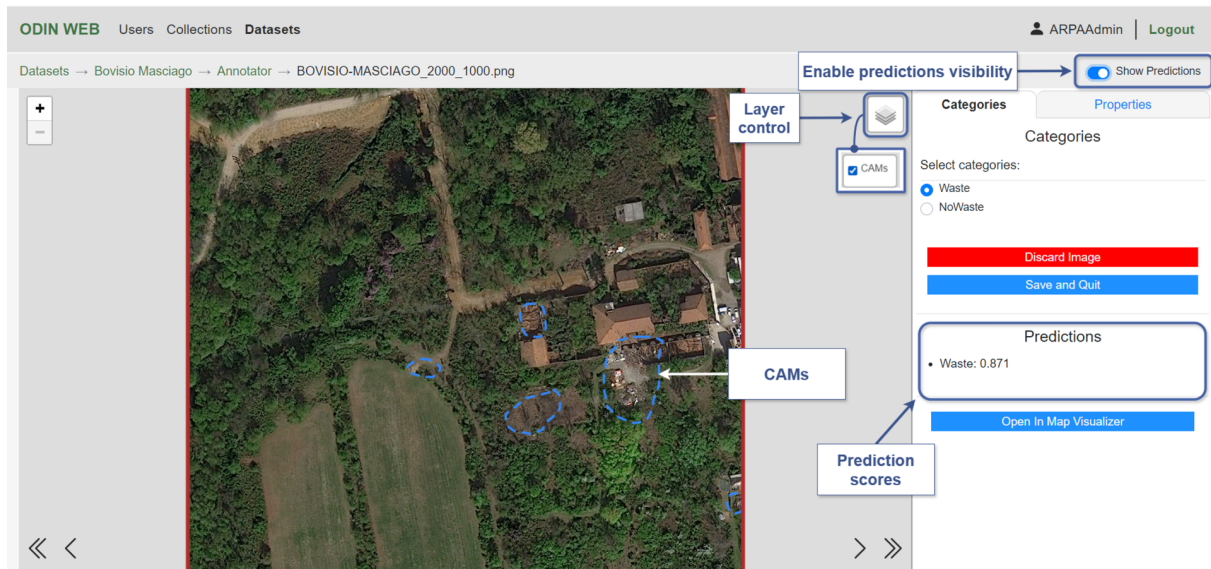 ODIN WEB Users Collections Datasets ARPAAdmin | Logout
Datasets → Bovisio Masciago → Annotator → BOVISIO-MASCIAGO_2000_1000.png
Enable predictions visibility
Show Predictions
+
−
Layer
control
CAMs
Categories Properties
Categories
Select categories:
Waste
NoWaste
Discard Image
Save and Quit
Predictions
• Waste: 0.871
CAMs
Open In Map Visualizer
Prediction
scores